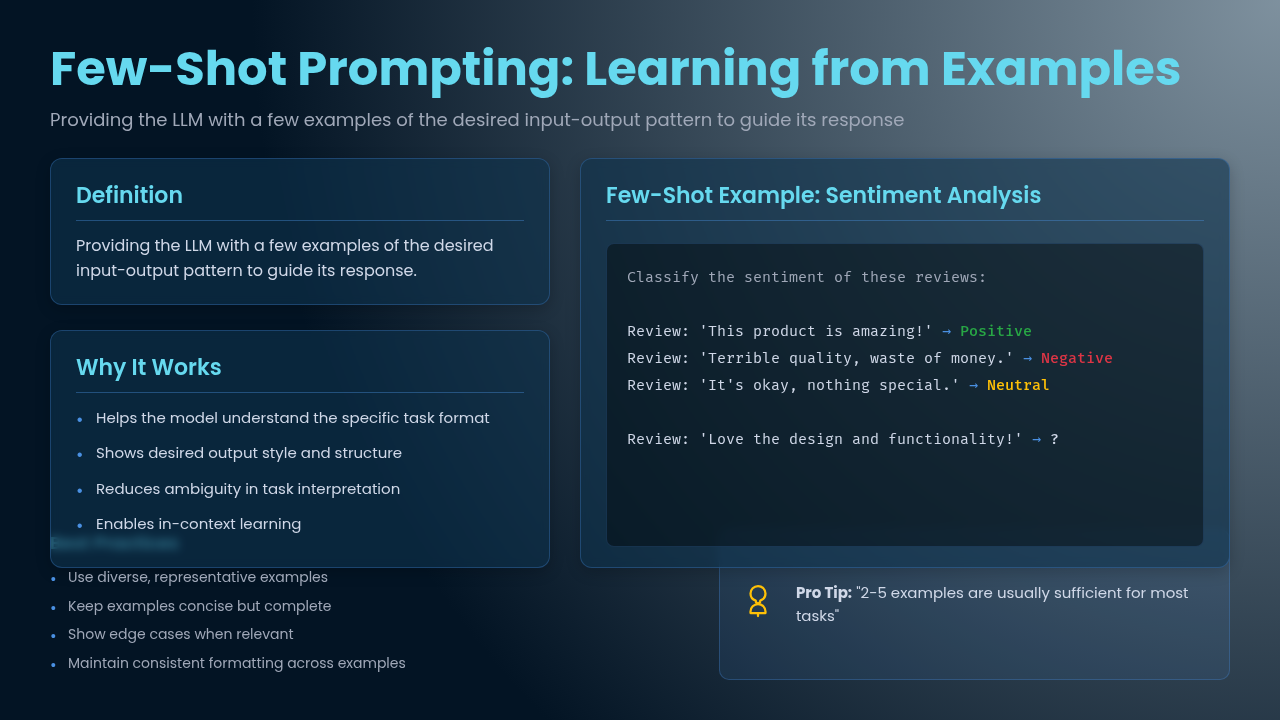 Few-Shot Prompting: Learning from Examples
Providing the LLM with a few examples of the desired input-output pattern to guide its response
Definition
Providing the LLM with a few examples of the desired
input-output pattern to guide its response.
Why It Works
• Helps the model understand the specific task format
• Shows desired output style and structure
• Reduces ambiguity in task interpretation
• Enables in-context learning
Few-Shot Example: Sentiment Analysis
Classify the sentiment of these reviews:
Review: 'This product is amazing!' → Positive
Review: 'Terrible quality, waste of money.' → Negative
Review: 'It's okay, nothing special.' → Neutral
Review: 'Love the design and functionality!' → ?
Best Practices
• Use diverse, representative examples
• Keep examples concise but complete
• Show edge cases when relevant
• Maintain consistent formatting across examples
Pro Tip: "2-5 examples are usually sufficient for most
tasks"